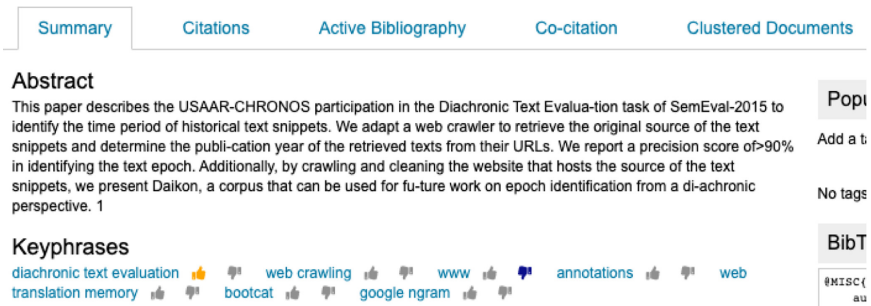 Summary Citations Active Bibliography Co-citation Clustered Documents
Abstract
This paper describes the USAAR-CHRONOS participation in the Diachronic Text Evalua-tion task of SemEval-2015 to
identify the time period of historical text snippets. We adapt a web crawler to retrieve the original source of the text
snippets and determine the publi-cation year of the retrieved texts from their URLs. We report a precision score of>90%
in identifying the text epoch. Additionally, by crawling and cleaning the website that hosts the source of the text
snippets, we present Daikon, a corpus that can be used for fu-ture work on epoch identification from a di-achronic
perspective. 1
Keyphrases
diachronic text evaluation web crawling www annotations web
translation memory bootcat google ngram
Popu
Add a ta
No tags
BibT
@MISC{
au